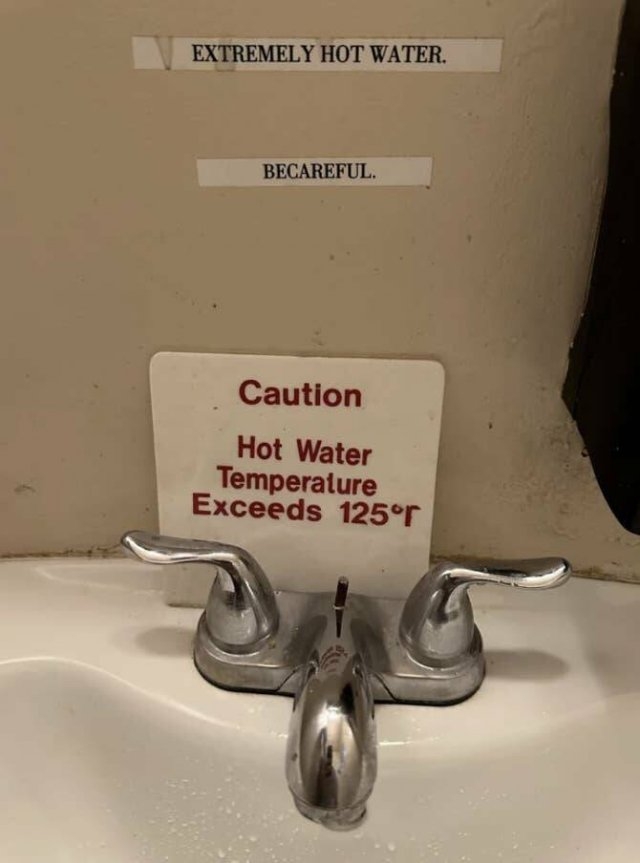 EXTREMELY HOT WATER.
BECAREFUL.
Caution
Hot Water
Temperature
Exceeds 125°F